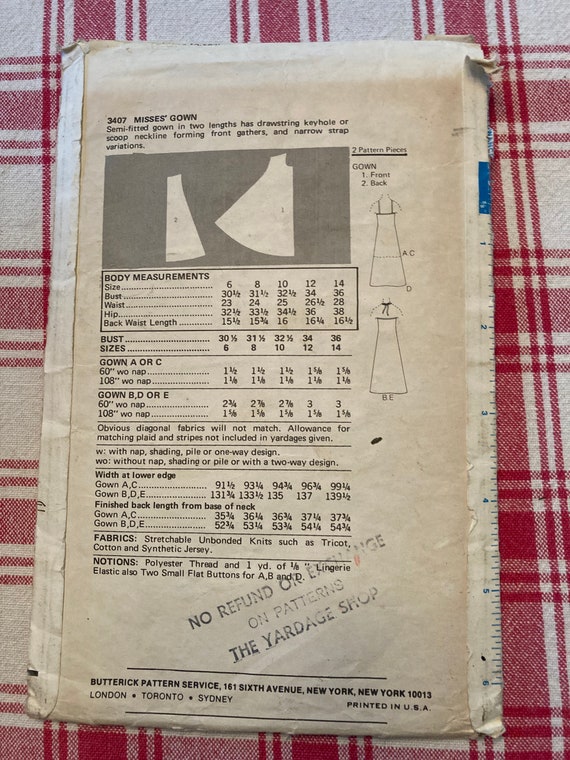 3407 MISSES' GOWN
Semi-fitted gown in two lengths has drawstring keyhole or
scoop neckline forming front gathers, and narrow strap
variations.
2 Pattern Pieces
GOWN
1. Front
2. Back
2
1
A,C
D
B,E
BODY MEASUREMENTS
Size 6 8 10 12 14
Bust 30½ 31½ 32½ 34 36
Waist 23 24 25 26½ 28
Hip 32½ 33½ 34½ 36 38
Back Waist Length 15½ 15¾ 16 16¼ 16½
BUST 30½ 31½ 32½ 34 36
SIZES 6 8 10 12 14
GOWN A OR C
60" wo nap 1½ 1½ 1½ 1⅝ 1⅝
108" wo nap 1⅛ 1⅛ 1⅛ 1⅛ 1⅛
GOWN B,D OR E
60" wo nap 2¾ 2⅞ 2⅞ 3 3
108" wo nap 1⅝ 1⅝ 1⅝ 1⅝ 1⅝
Obvious diagonal fabrics will not match. Allowance for
matching plaid and stripes not included in yardages given.
w: with nap, shading, pile or one-way design.
wo: without nap, shading or pile or with a two-way design.
Width at lower edge
Gown A,C 91½ 93¼ 94¾ 96¾ 99¼
Gown B,D,E 131¾ 133½ 135 137 139½
Finished back length from base of neck
Gown A,C 35¾ 36¼ 36¾ 37¼ 37¾
Gown B,D,E 52¾ 53¼ 53¾ 54¼ 54¾
FABRICS: Stretchable Unbonded Knits such as Tricot,
Cotton and Synthetic Jersey.
NOTIONS: Polyester Thread and 1 yd. of ⅛" Lingerie
Elastic also Two Small Flat Buttons for A,B and D.
NO REFUND OR EXCHANGE
ON PATTERNS
THE YARDAGE SHOP
BUTTERICK PATTERN SERVICE, 161 SIXTH AVENUE, NEW YORK, NEW YORK 10013
LONDON • TORONTO • SYDNEY
PRINTED IN U.S.A.
⅝
1
2
3
4
5
6